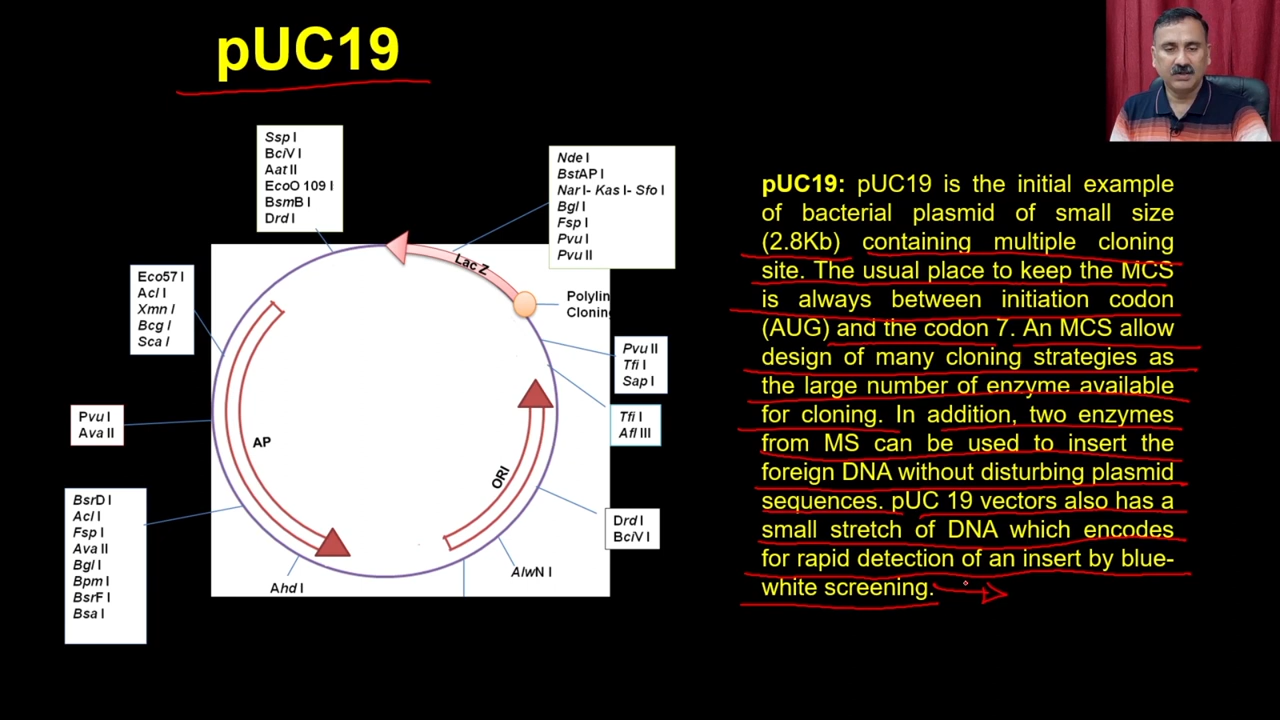 pUC19
Ssp I
BciV I
Aat II
EcoO 109 I
BsmB I
Drd I
Nde I
BstAP I
Nar I- Kas I- Sfo I
Bgl I
Fsp I
Pvu I
Pvu II
Lac Z
Eco57 I
Acl I
Xmn I
Bcg I
Sca I
Polylin
Clonin
Pvu II
Tfi I
Sap I
Pvu I
Ava II
AP
Tfi I
Afl III
ORI
BsrD I
Acl I
Fsp I
Ava II
Bgl I
Bpm I
BsrF I
Bsa I
Drd I
BciV I
AlwN I
Ahd I
pUC19: pUC19 is the initial example
of bacterial plasmid of small size
(2.8Kb) containing multiple cloning
site. The usual place to keep the MCS
is always between initiation codon
(AUG) and the codon 7. An MCS allow
design of many cloning strategies as
the large number of enzyme available
for cloning. In addition, two enzymes
from MS can be used to insert the
foreign DNA without disturbing plasmid
sequences. pUC 19 vectors also has a
small stretch of DNA which encodes
for rapid detection of an insert by blue-
white screening.